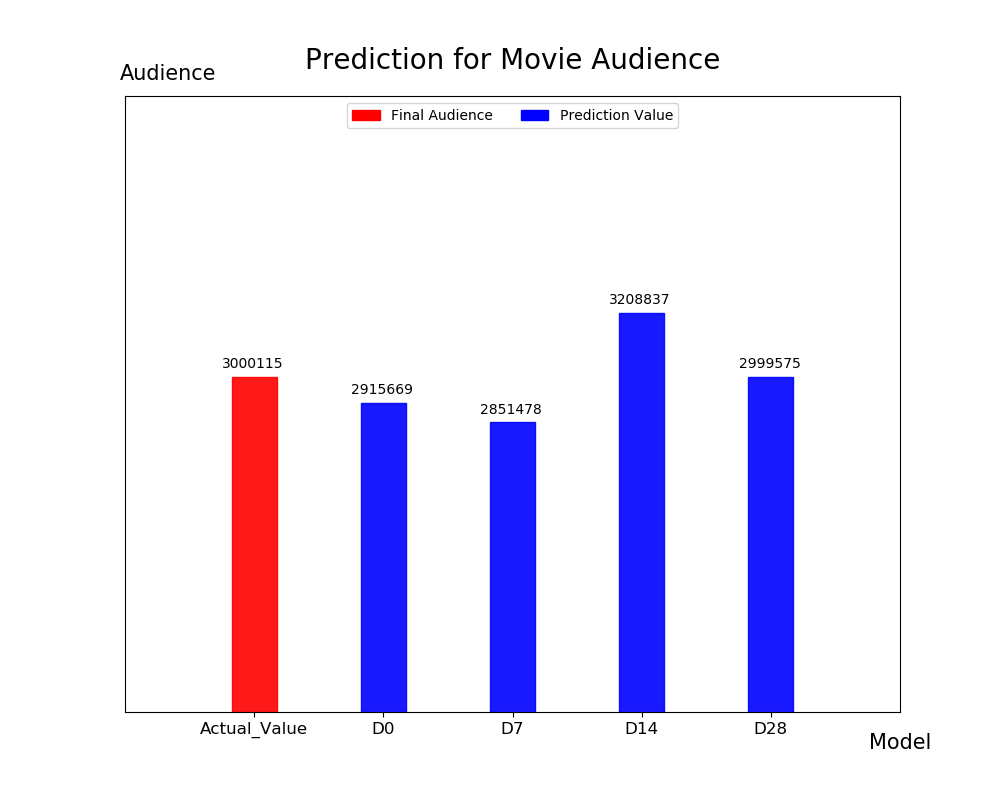 Prediction for Movie Audience
Audience
Final Audience Prediction Value
3208837
3000115
2999575
2915669
2851478
Actual_Value D0 D7 D14 D28
Model